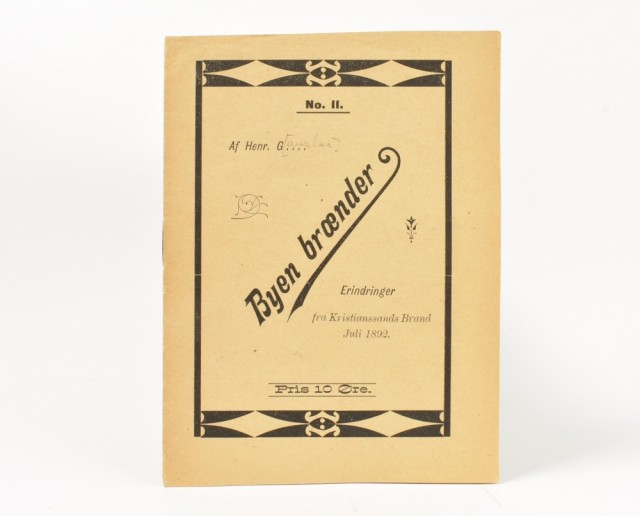 No. II.
Af Henr. G....
Byen brænder
Erindringer
fra Kristianssands Brand
Juli 1892.
Pris 10 Øre.